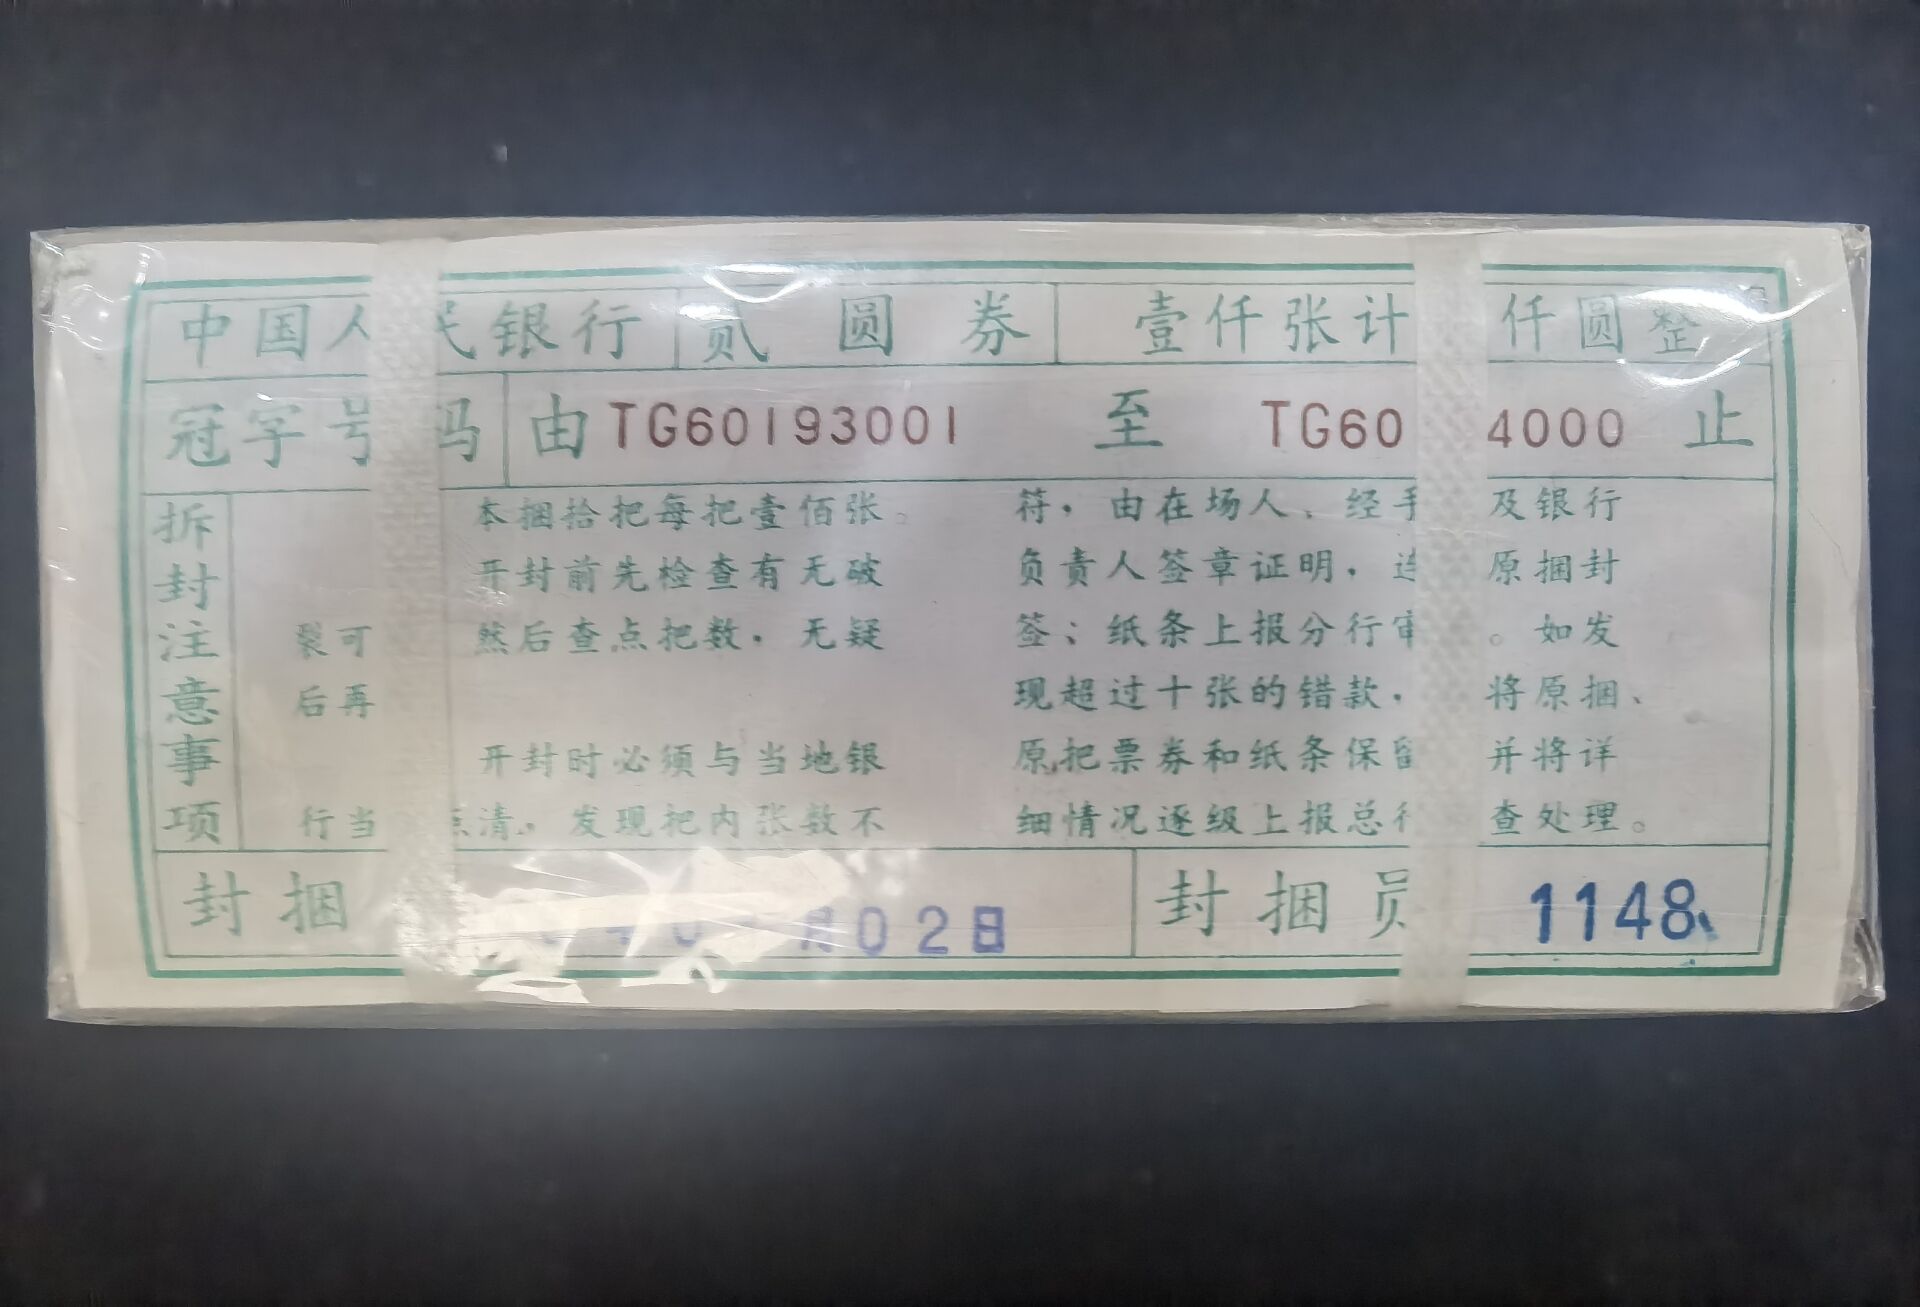 中国人民银行 贰圆券 壹仟张计 仟圆整
冠字号码 由TG60193001 至 TG60 4000 止
拆封注意事项
本捆拾把每把壹佰张。
开封前先检查有无破
裂可 然后查点把数，无疑
后再
开封时必须与当地银
行当 点清，发现把内张数不
符，由在场人、经手 及银行
负责人签章证明，连 原捆封
签；纸条上报分行审 。如发
现超过十张的错款， 将原捆、
原把票券和纸条保留 并将详
细情况逐级上报总行 查处理。
封捆 月02日 封捆员 1148